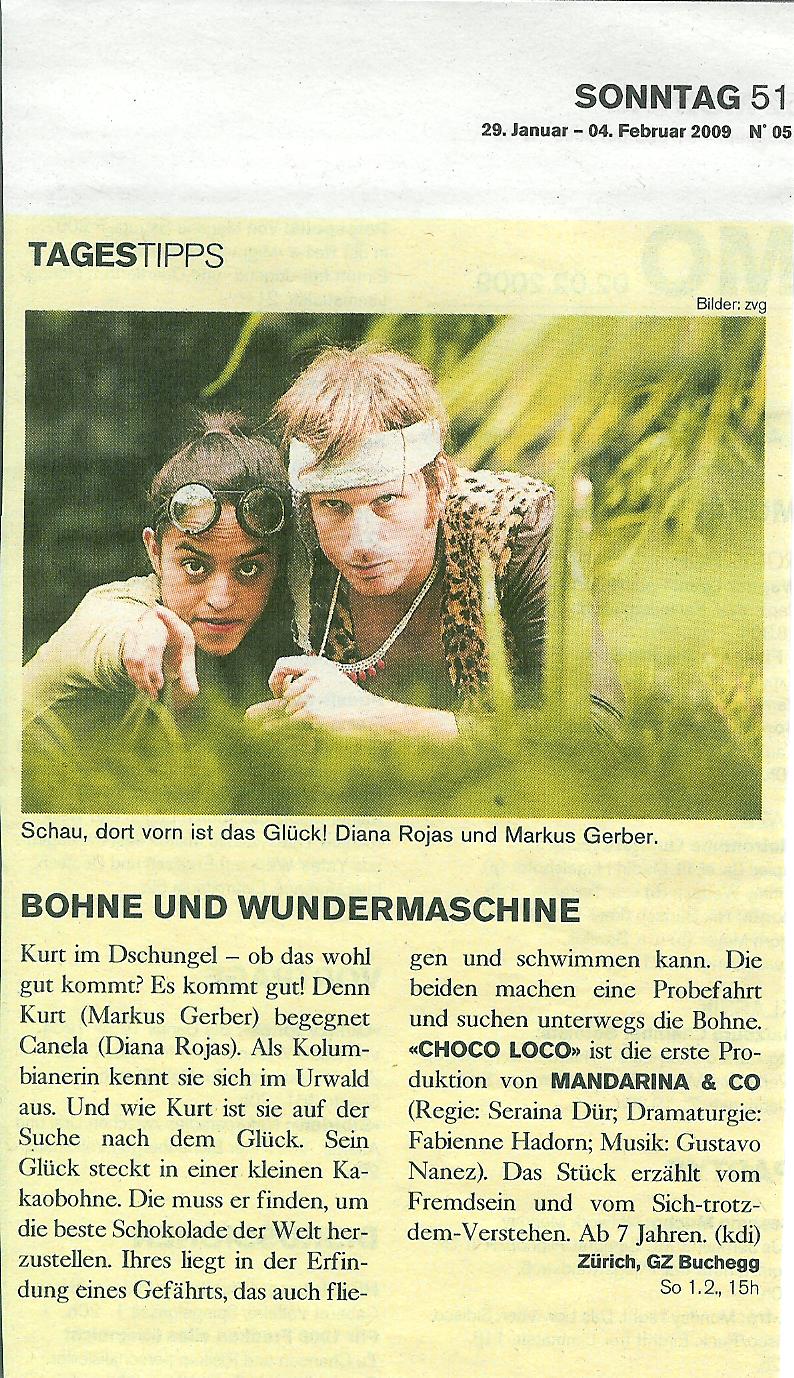 SONNTAG 51
29. Januar – 04. Februar 2009 N° 05
TAGESTIPPS
Bilder: zvg
Schau, dort vorn ist das Glück! Diana Rojas und Markus Gerber.
BOHNE UND WUNDERMASCHINE
Kurt im Dschungel – ob das wohl
gut kommt? Es kommt gut! Denn
Kurt (Markus Gerber) begegnet
Canela (Diana Rojas). Als Kolum-
bianerin kennt sie sich im Urwald
aus. Und wie Kurt ist sie auf der
Suche nach dem Glück. Sein
Glück steckt in einer kleinen Ka-
kaobohne. Die muss er finden, um
die beste Schokolade der Welt her-
zustellen. Ihres liegt in der Erfin-
dung eines Gefährts, das auch flie-
gen und schwimmen kann. Die
beiden machen eine Probefahrt
und suchen unterwegs die Bohne.
«CHOCO LOCO» ist die erste Pro-
duktion von MANDARINA & CO
(Regie: Seraina Dür; Dramaturgie:
Fabienne Hadorn; Musik: Gustavo
Nanez). Das Stück erzählt vom
Fremdsein und vom Sich-trotz-
dem-Verstehen. Ab 7 Jahren. (kdi)
Zürich, GZ Buchegg
So 1.2., 15h